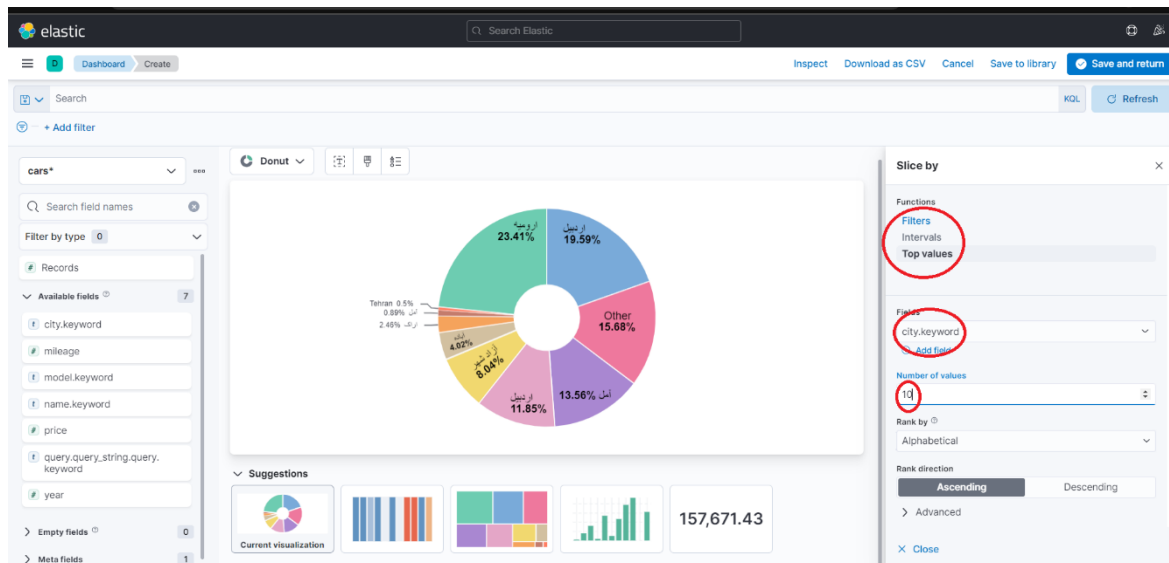 elastic
Search Elastic
D
Dashboard
Create
Inspect
Download as CSV
Cancel
Save to library
Save and return
Search
KQL
Refresh
+ Add filter
cars*
Search field names
Filter by type 0
# Records
Available fields 7
t city.keyword
# mileage
t model.keyword
t name.keyword
# price
t query.query_string.query.
keyword
# year
Empty fields 0
Meta fields 1
Donut
ارومیه
23.41%
اردبیل
19.59%
Other
15.68%
13.56% آمل
اردبیل
11.85%
آزادشهر
8.04%
4.02%
2.46% اراک
0.89% آمل
Tehran 0.5%
Suggestions
Current visualization
157,671.43
Slice by
Functions
Filters
Intervals
Top values
Fields
city.keyword
Add field
Number of values
10
Rank by
Alphabetical
Rank direction
Ascending
Descending
Advanced
Close